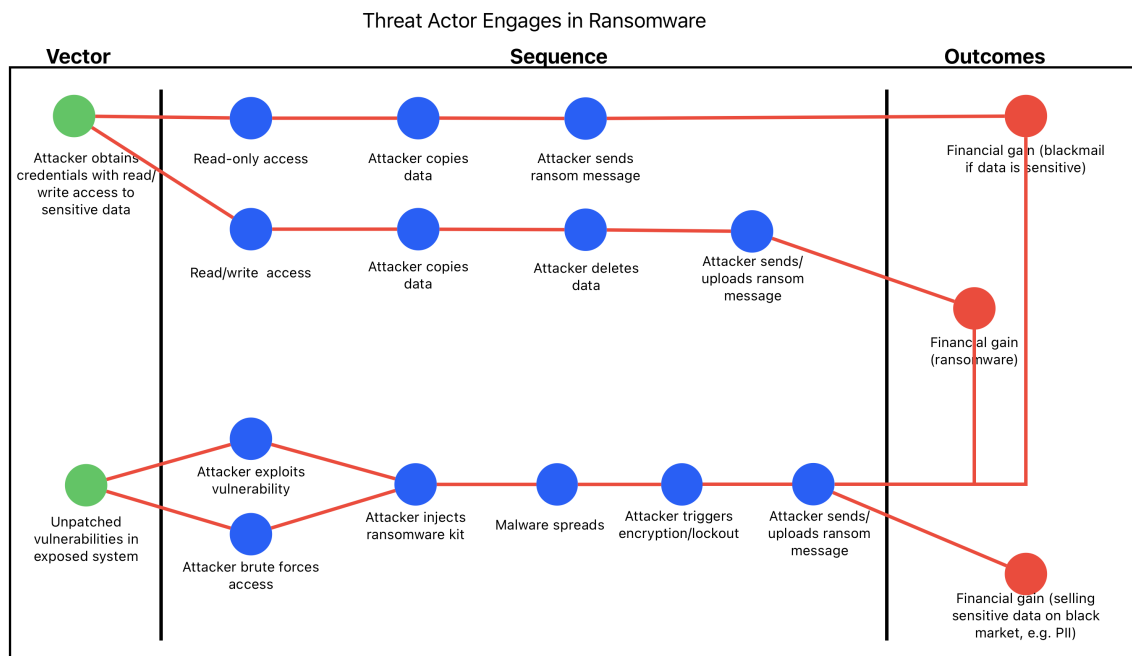 Threat Actor Engages in Ransomware
Vector
Sequence
Outcomes
Attacker obtains
credentials with read/
write access to
sensitive data
Read-only access
Attacker copies
data
Attacker sends
ransom message
Financial gain (blackmail
if data is sensitive)
Read/write  access
Attacker copies
data
Attacker deletes
data
Attacker sends/
uploads ransom
message
Financial gain
(ransomware)
Unpatched
vulnerabilities in
exposed system
Attacker exploits
vulnerability
Attacker brute forces
access
Attacker injects
ransomware kit
Malware spreads
Attacker triggers
encryption/lockout
Attacker sends/
uploads ransom
message
Financial gain (selling
sensitive data on black
market, e.g. PII)